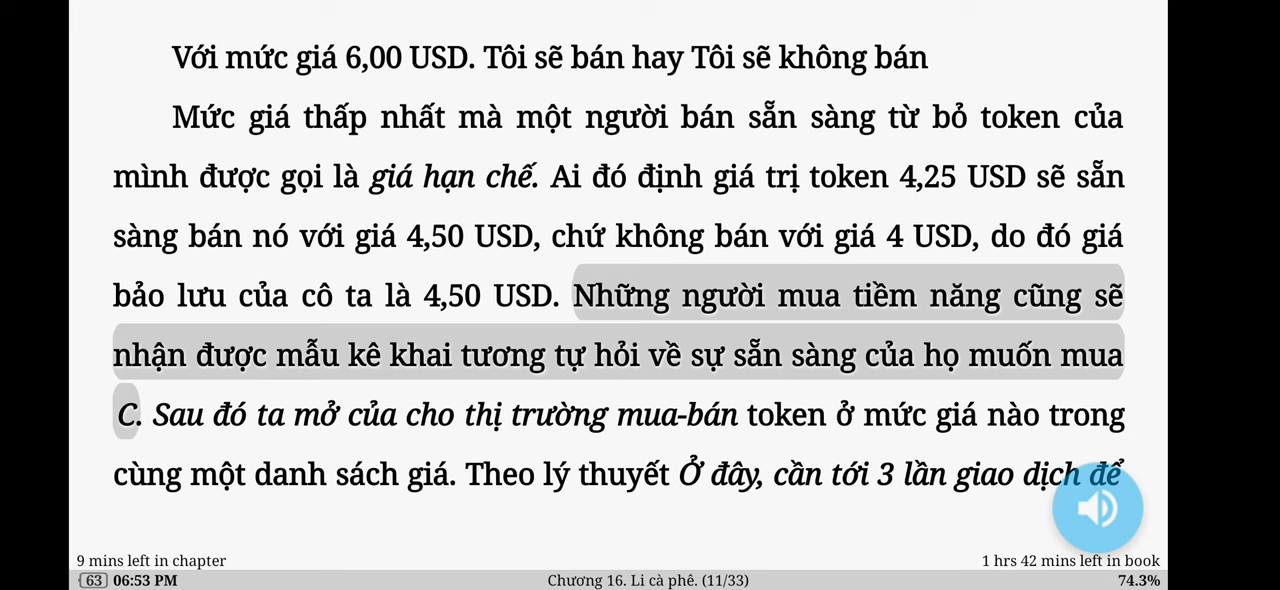 Với mức giá 6,00 USD. Tôi sẽ bán hay Tôi sẽ không bán
Mức giá thấp nhất mà một người bán sẵn sàng từ bỏ token của
mình được gọi là giá hạn chế. Ai đó định giá trị token 4,25 USD sẽ sẵn
sàng bán nó với giá 4,50 USD, chứ không bán với giá 4 USD, do đó giá
bảo lưu của cô ta là 4,50 USD. Những người mua tiềm năng cũng sẽ
nhận được mẫu kê khai tương tự hỏi về sự sẵn sàng của họ muốn mua
C. Sau đó ta mở của cho thị trường mua-bán token ở mức giá nào trong
cùng một danh sách giá. Theo lý thuyết Ở đây, cần tới 3 lần giao dịch để
9 mins left in chapter
1 hrs 42 mins left in book
63 06:53 PM
Chương 16. Li cà phê. (11/33)
74.3%